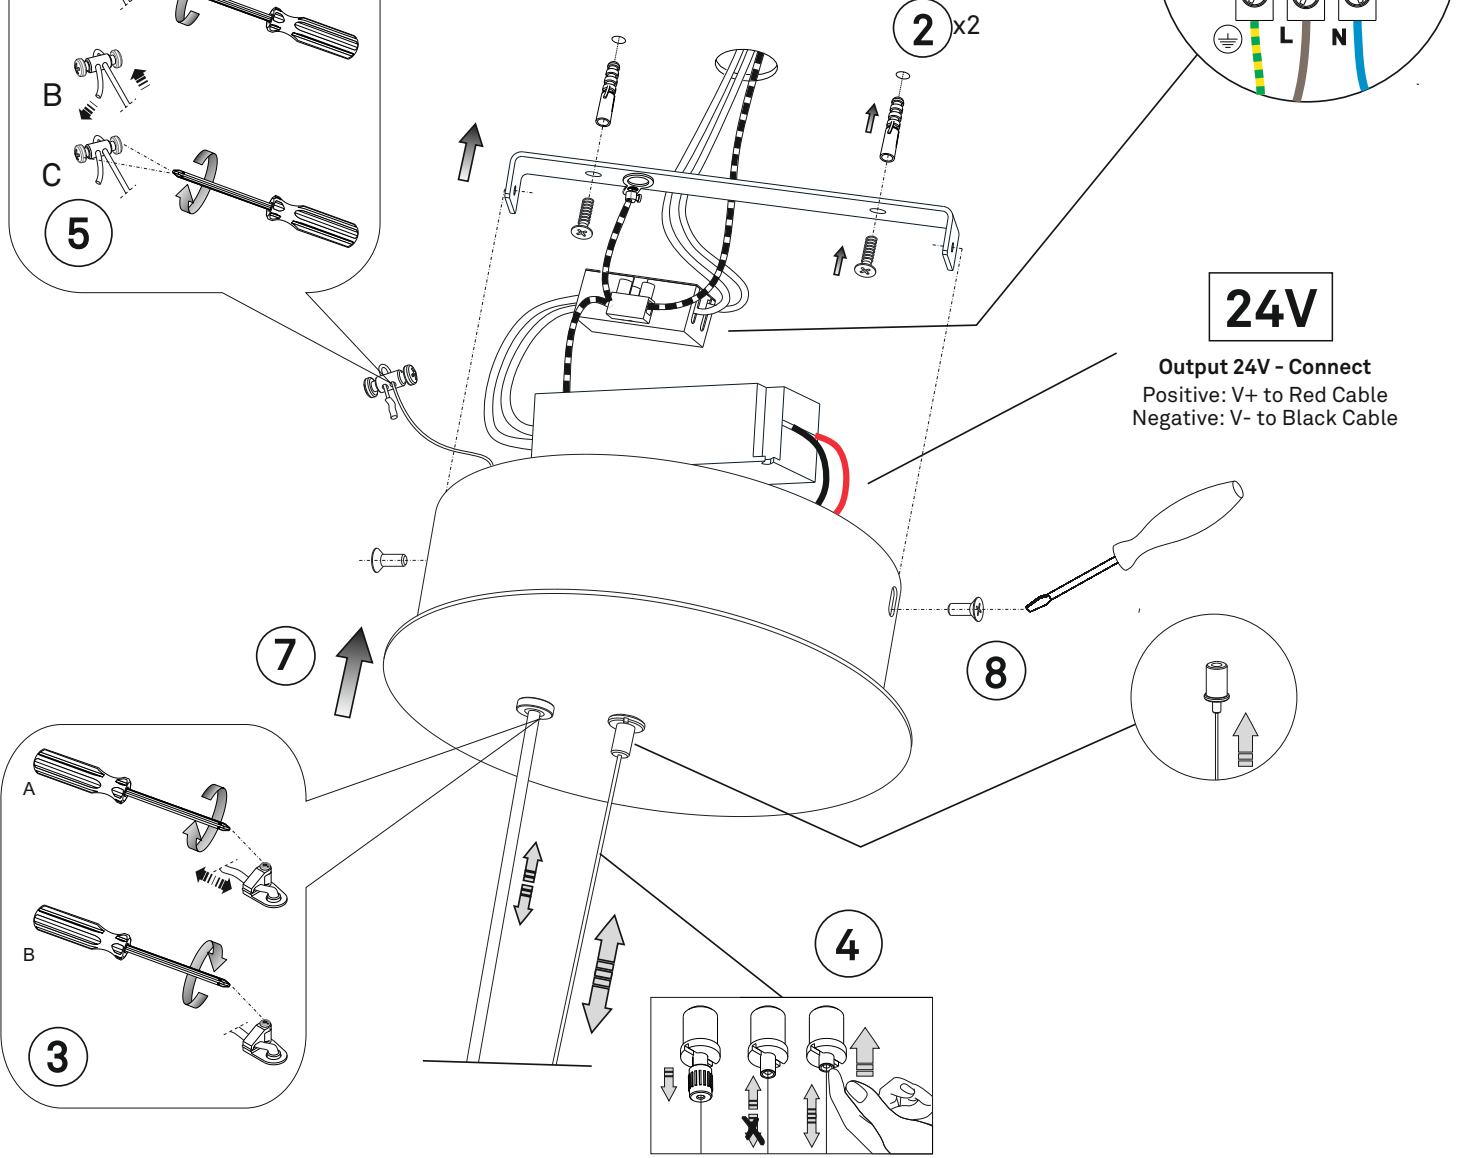 2 x2
L N
B
C
5
24V
Output 24V - Connect
Positive: V+ to Red Cable
Negative: V- to Black Cable
7
8
A
B
3
4